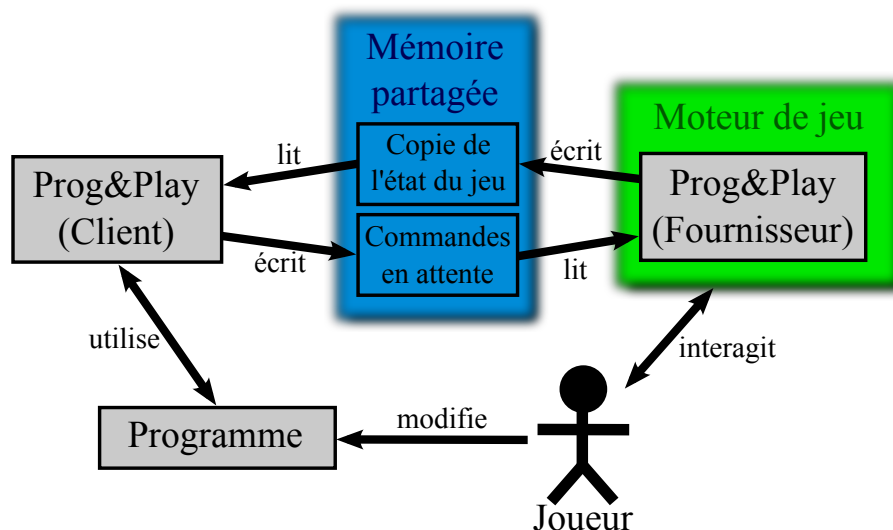 Mémoire
partagée
Moteur de jeu
Copie de
l'état du jeu
lit
écrit
Prog&Play
(Client)
Prog&Play
(Fournisseur)
Commandes
en attente
écrit
lit
utilise
interagit
Programme
modifie
Joueur